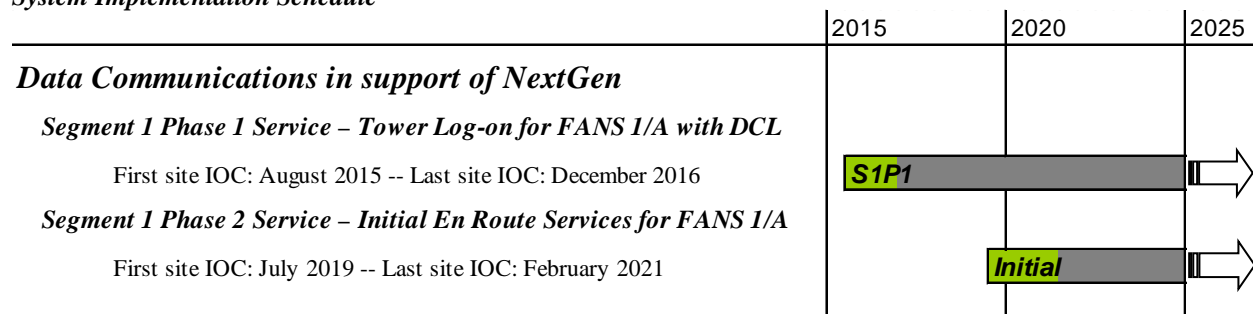 System Implementation Schedule
2015 2020 2025
Data Communications in support of NextGen
Segment 1 Phase 1 Service – Tower Log-on for FANS 1/A with DCL
First site IOC: August 2015 -- Last site IOC: December 2016
S1P1
Segment 1 Phase 2 Service – Initial En Route Services for FANS 1/A
First site IOC: July 2019 -- Last site IOC: February 2021
Initial